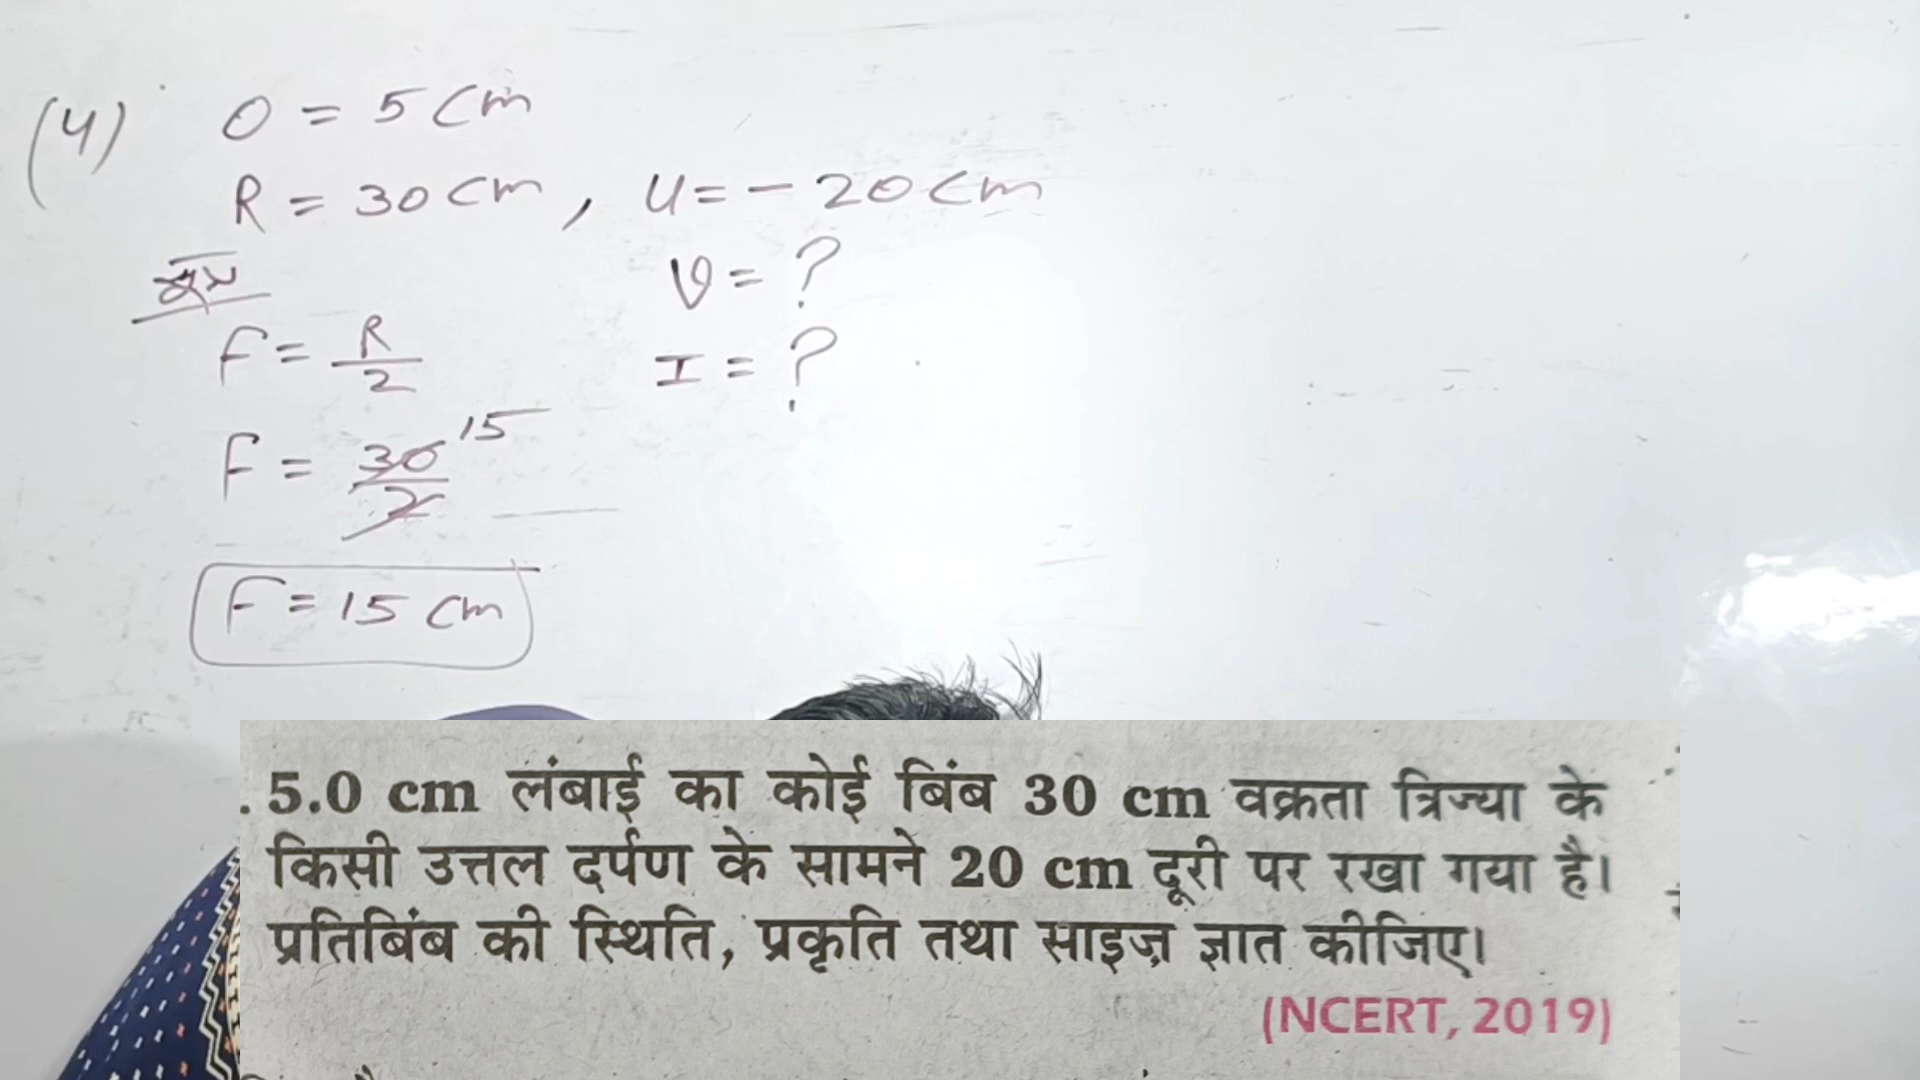 (4) O = 5 cm
R = 30 cm, u = - 20 cm
सूत्र
v = ?
F = R/2
I = ?
F = 30/2 15
F = 15 cm
5.0 cm लंबाई का कोई बिंब 30 cm वक्रता त्रिज्या के
किसी उत्तल दर्पण के सामने 20 cm दूरी पर रखा गया है।
प्रतिबिंब की स्थिति, प्रकृति तथा साइज़ ज्ञात कीजिए।
(NCERT, 2019)